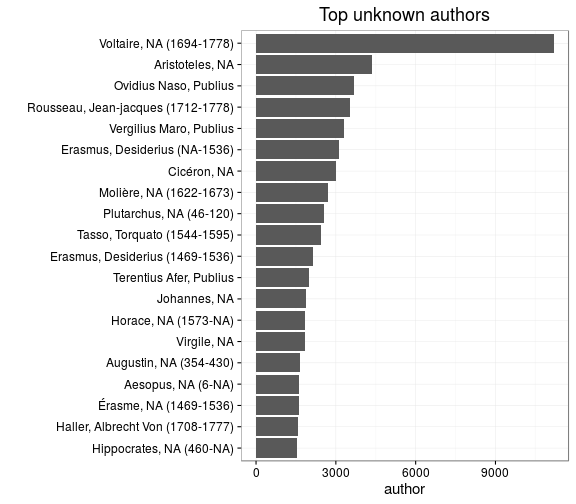 Top unknown authors
Voltaire, NA (1694-1778)
Aristoteles, NA
Ovidius Naso, Publius
Rousseau, Jean-jacques (1712-1778)
Vergilius Maro, Publius
Erasmus, Desiderius (NA-1536)
Cicéron, NA
Molière, NA (1622-1673)
Plutarchus, NA (46-120)
Tasso, Torquato (1544-1595)
Erasmus, Desiderius (1469-1536)
Terentius Afer, Publius
Johannes, NA
Horace, NA (1573-NA)
Virgile, NA
Augustin, NA (354-430)
Aesopus, NA (6-NA)
Érasme, NA (1469-1536)
Haller, Albrecht Von (1708-1777)
Hippocrates, NA (460-NA)
0 3000 6000 9000
author